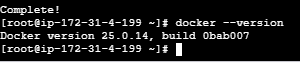 Complete!
[root@ip-172-31-4-199 ~]# docker --version
Docker version 25.0.14, build 0bab007
[root@ip-172-31-4-199 ~]#